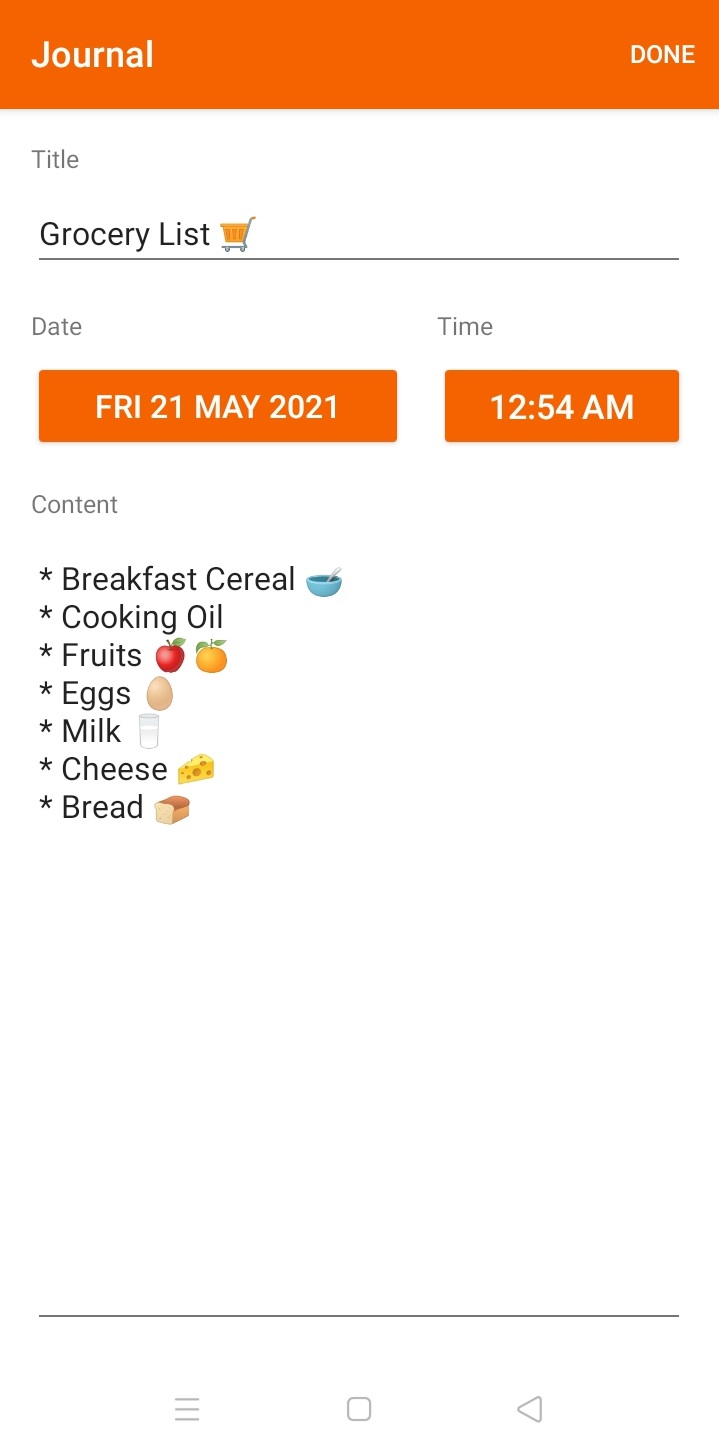 Journal
DONE
Title
Grocery List 🛒
Date
Time
FRI 21 MAY 2021
12:54 AM
Content
* Breakfast Cereal 🥣
* Cooking Oil
* Fruits 🍎🍊
* Eggs 🥚
* Milk 🥛
* Cheese 🧀
* Bread 🍞